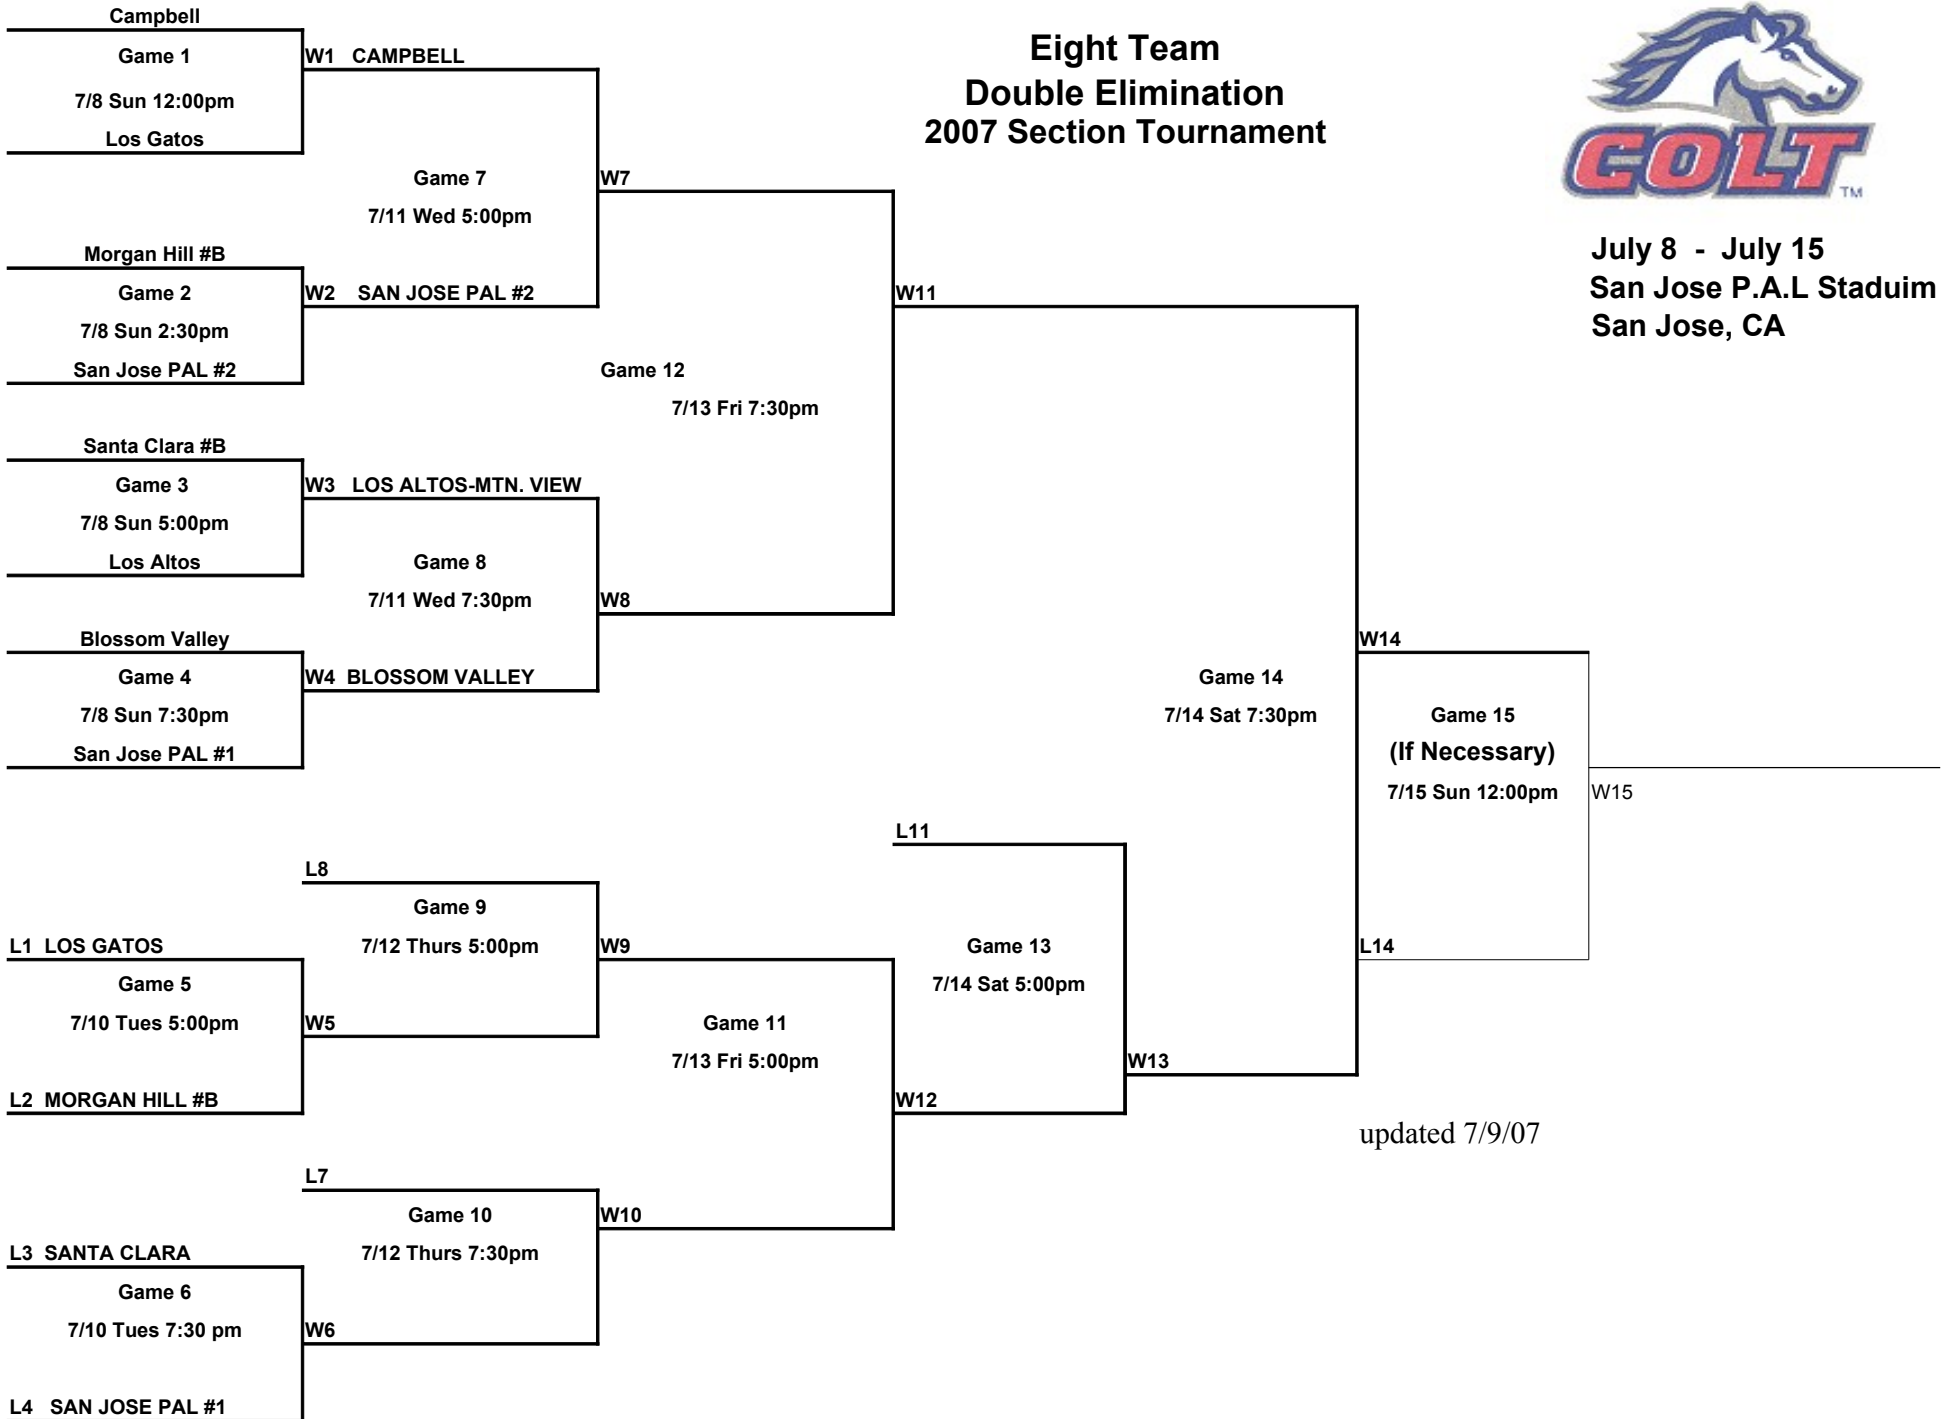 Eight Team
Double Elimination
2007 Section Tournament
COLT
TM
July 8 - July 15
San Jose P.A.L Staduim
San Jose, CA
Campbell
Game 1
7/8 Sun 12:00pm
Los Gatos
W1 CAMPBELL
Game 7
7/11 Wed 5:00pm
W7
Morgan Hill #B
Game 2
7/8 Sun 2:30pm
San Jose PAL #2
W2 SAN JOSE PAL #2
W11
Game 12
7/13 Fri 7:30pm
Santa Clara #B
Game 3
7/8 Sun 5:00pm
Los Altos
W3 LOS ALTOS-MTN. VIEW
Game 8
7/11 Wed 7:30pm
W8
Blossom Valley
Game 4
7/8 Sun 7:30pm
San Jose PAL #1
W4 BLOSSOM VALLEY
Game 14
7/14 Sat 7:30pm
W14
Game 15
(If Necessary)
7/15 Sun 12:00pm
W15
L14
L11
L8
Game 9
7/12 Thurs 5:00pm
W9
L1 LOS GATOS
Game 5
7/10 Tues 5:00pm
L2 MORGAN HILL #B
W5
Game 13
7/14 Sat 5:00pm
Game 11
7/13 Fri 5:00pm
W13
W12
updated 7/9/07
L7
Game 10
7/12 Thurs 7:30pm
W10
L3 SANTA CLARA
Game 6
7/10 Tues 7:30 pm
W6
L4 SAN JOSE PAL #1